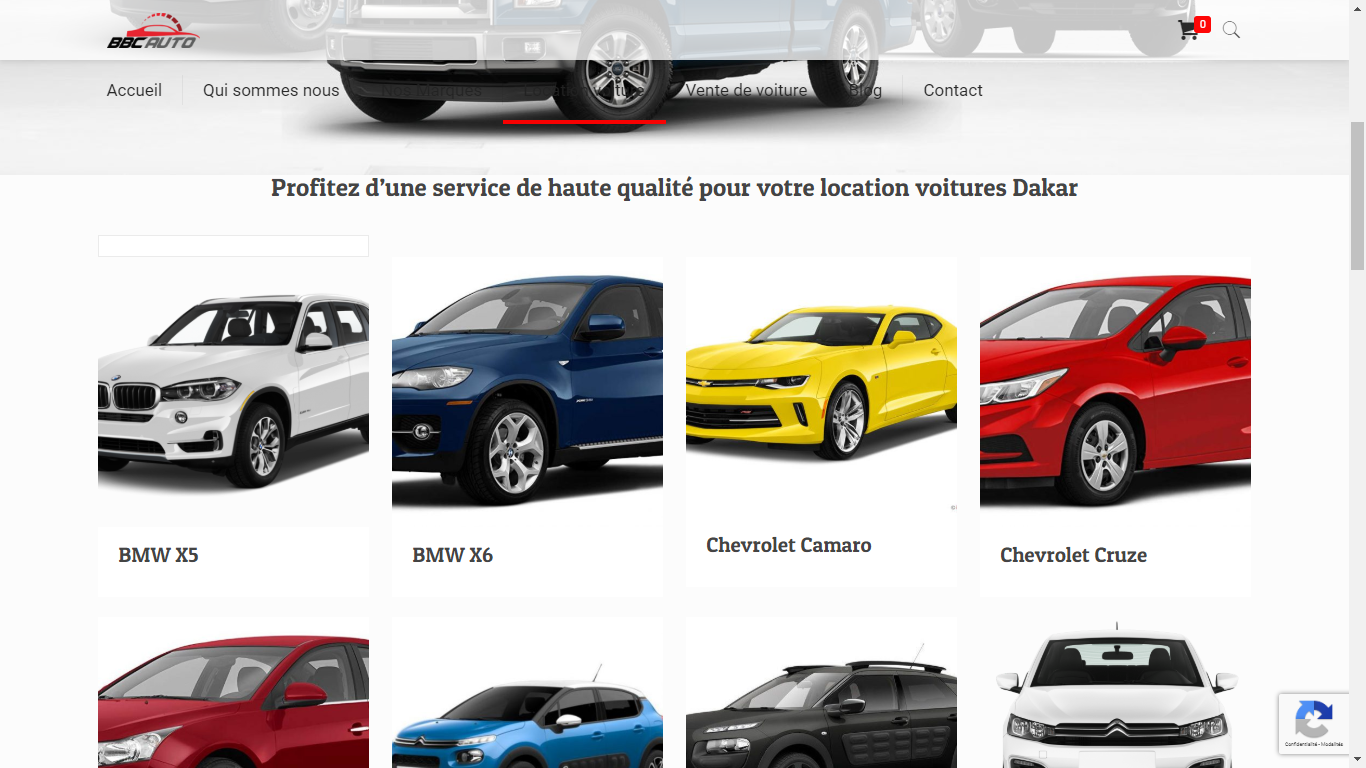 BBC AUTO
0
Accueil
Qui sommes nous
Nos Marques
Location voiture
Vente de voiture
Blog
Contact
Profitez d’une service de haute qualité pour votre location voitures Dakar
BMW X5
BMW X6
Chevrolet Camaro
Chevrolet Cruze
Confidentialité - Modalités